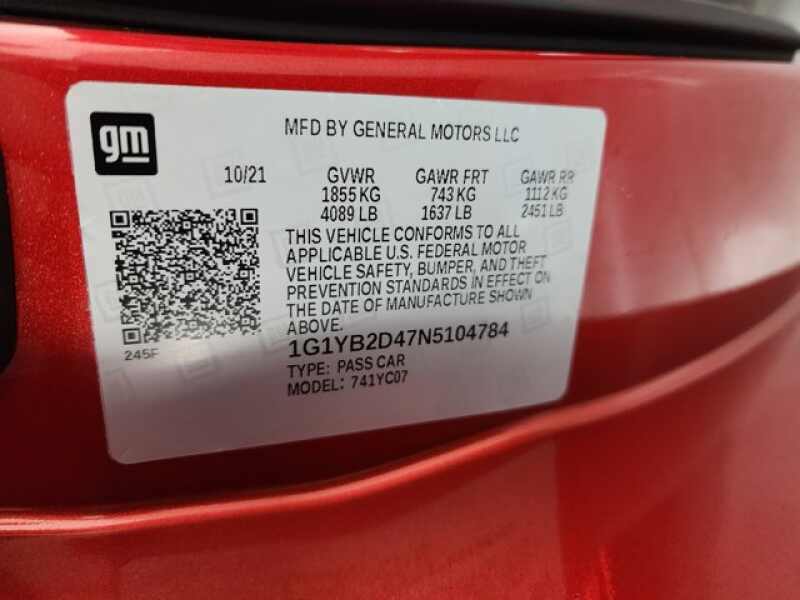 gm
MFD BY GENERAL MOTORS LLC
10/21 GVWR GAWR FRT GAWR RR
1855 KG 743 KG 1112 KG
4089 LB 1637 LB 2451 LB
THIS VEHICLE CONFORMS TO ALL
APPLICABLE U.S. FEDERAL MOTOR
VEHICLE SAFETY, BUMPER, AND THEFT
PREVENTION STANDARDS IN EFFECT ON
THE DATE OF MANUFACTURE SHOWN
ABOVE.
245F
1G1YB2D47N5104784
TYPE: PASS CAR
MODEL: 741YC07